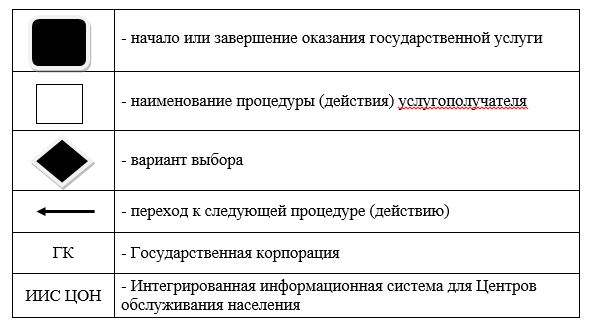 - начало или завершение оказания государственной услуги
- наименование процедуры (действия) услугополучателя
- вариант выбора
- переход к следующей процедуре (действию)
ГК
- Государственная корпорация
ИИС ЦОН
- Интегрированная информационная система для Центров
обслуживания населения